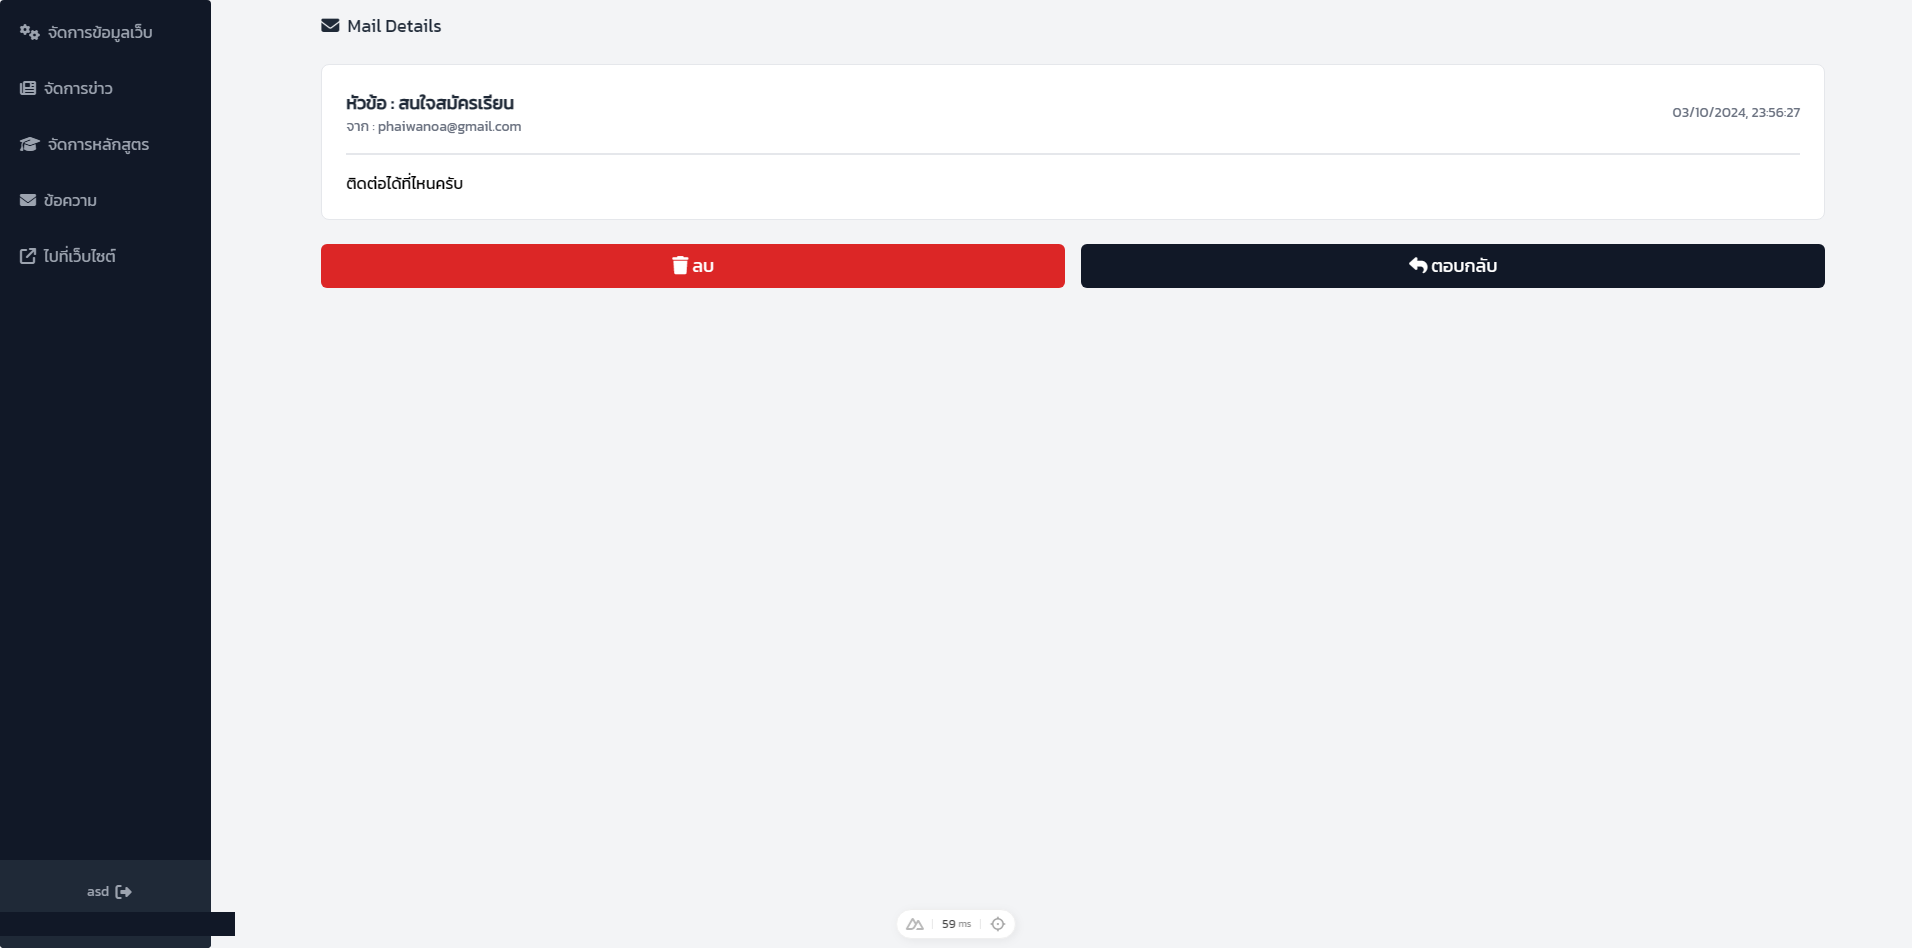 จัดการข้อมูลเว็บ
จัดการข่าว
จัดการหลักสูตร
ข้อความ
ไปที่เว็บไซต์
asd
Mail Details
หัวข้อ : สนใจสมัครเรียน
จาก : phaiwanoa@gmail.com
03/10/2024, 23:56:27
ติดต่อได้ที่ไหนครับ
ลบ
ตอบกลับ
59 ms